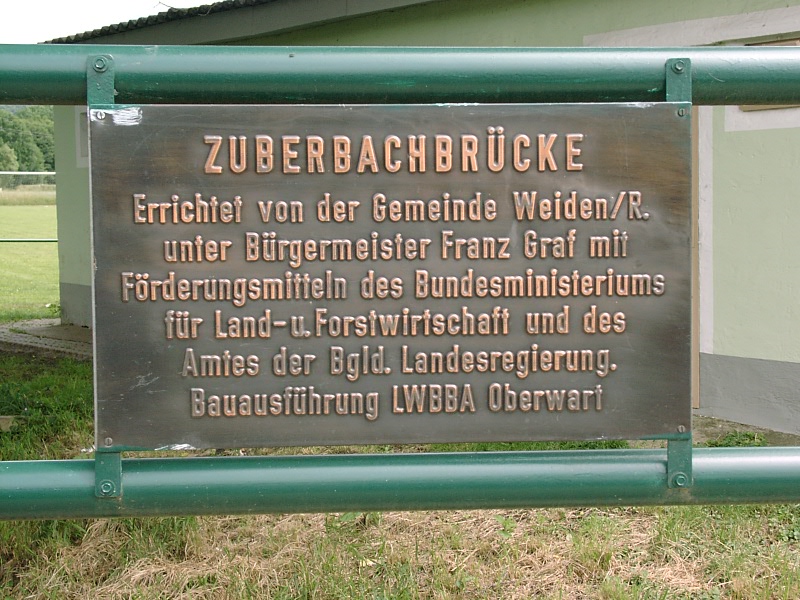 ZUBERBACHBRÜCKE
Errichtet von der Gemeinde Weiden/R.
unter Bürgermeister Franz Graf mit
Förderungsmitteln des Bundesministeriums
für Land-u.Forstwirtschaft und des
Amtes der Bgld. Landesregierung.
Bauausführung LWBBA Oberwart